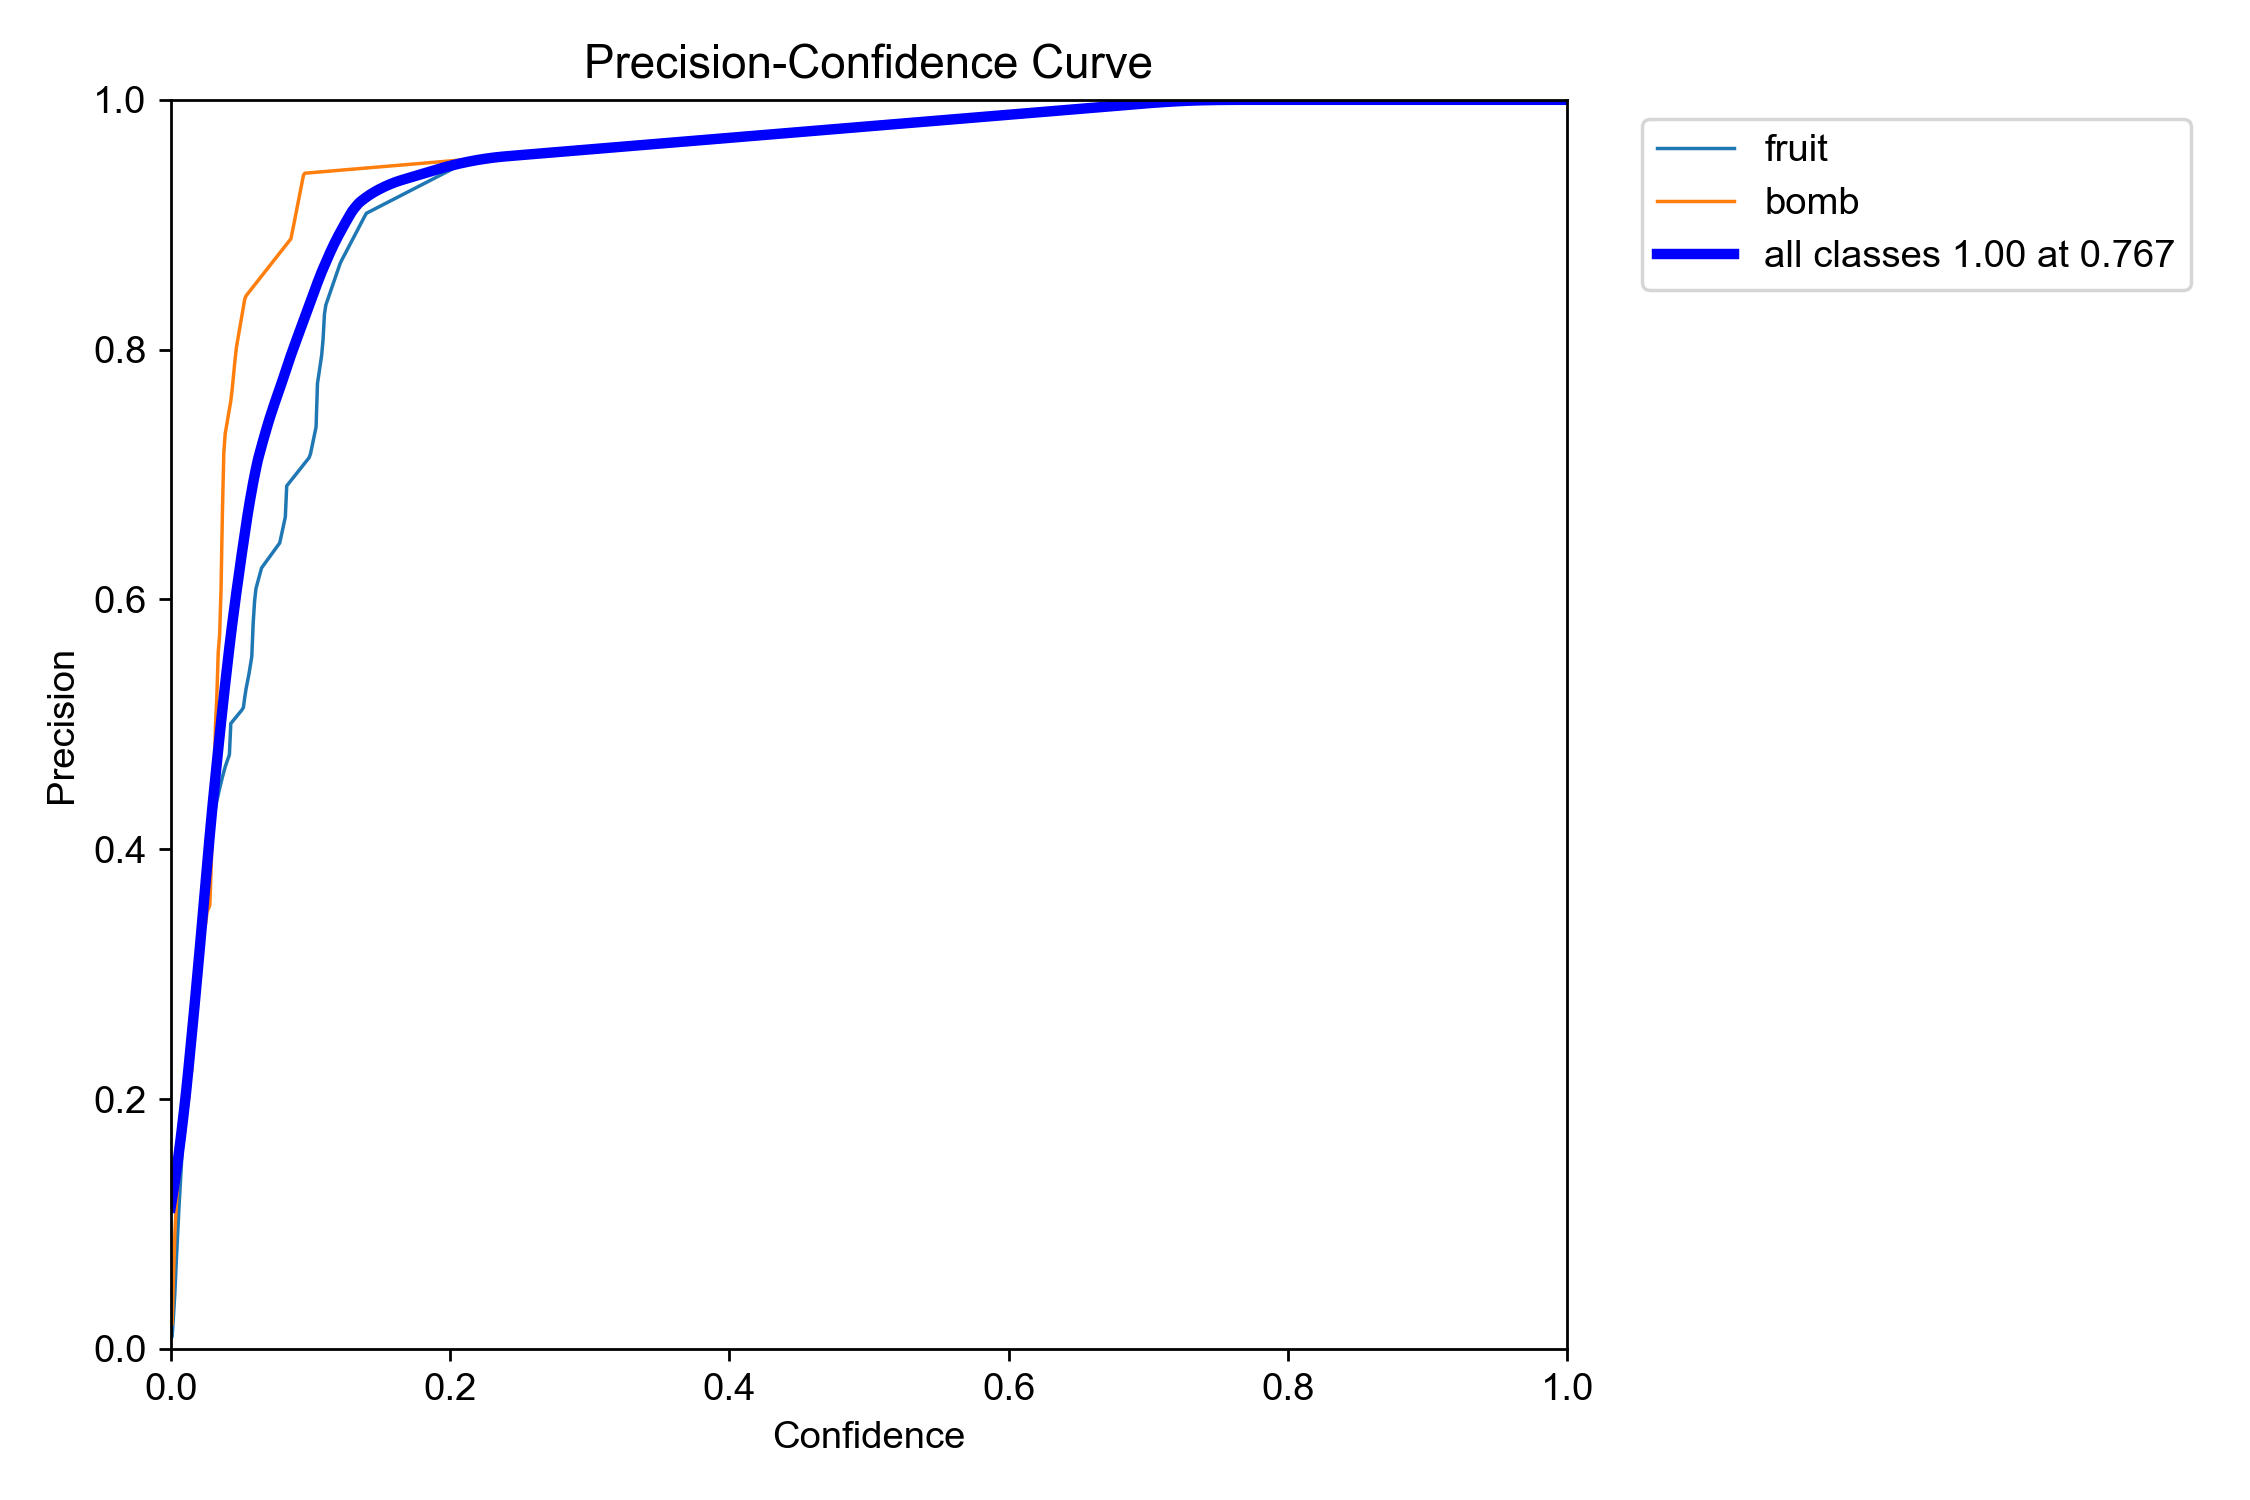 Precision-Confidence Curve
1.0
0.8
0.6
0.4
0.2
0.0
Precision
0.0 0.2 0.4 0.6 0.8 1.0
Confidence
fruit
bomb
all classes 1.00 at 0.767